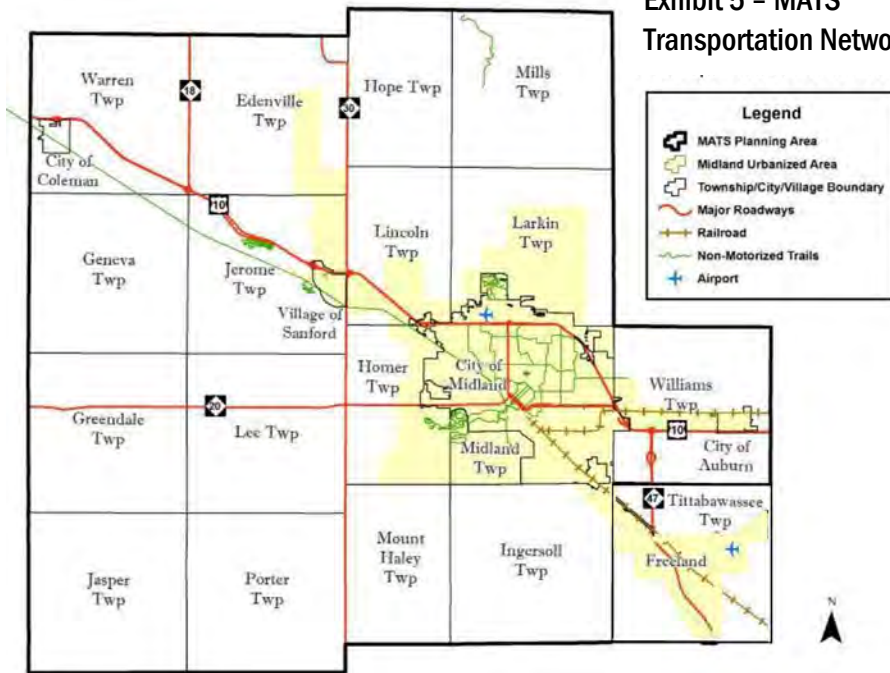 Exhibit 5 – MATS
Transportation Netwo
Legend
MATS Planning Area
Midland Urbanized Area
Township/City/Village Boundary
Major Roadways
Railroad
Non-Motorized Trails
Airport
Warren
Twp
18
Edenville
Twp
30
Hope Twp
Mills
Twp
City of
Coleman
10
Geneva
Twp
Jerome
Twp
Village of
Sanford
Lincoln
Twp
Larkin
Twp
Homer
Twp
City of
Midland
Williams
Twp
Greendale
Twp
20
Lee Twp
Midland
Twp
10
City of
Auburn
47
Tittabawassee
Twp
Freeland
Jasper
Twp
Porter
Twp
Mount
Haley
Twp
Ingersoll
Twp
N